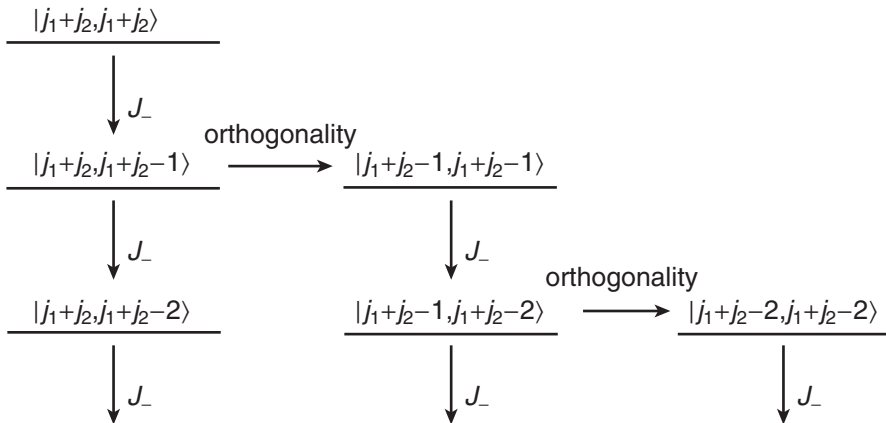 |j₁+j₂,j₁+j₂⟩
J₋
orthogonality
|j₁+j₂,j₁+j₂−1⟩
|j₁+j₂−1,j₁+j₂−1⟩
J₋
J₋
orthogonality
|j₁+j₂,j₁+j₂−2⟩
|j₁+j₂−1,j₁+j₂−2⟩
|j₁+j₂−2,j₁+j₂−2⟩
J₋
J₋
J₋